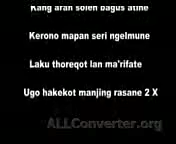 Kang aran soleh bagus atine
Kerono mapan seri ngelmune
Laku thoreqot lan ma'rifate
Ugo hakekot manjing rasane 2 X
ALLConverter.org